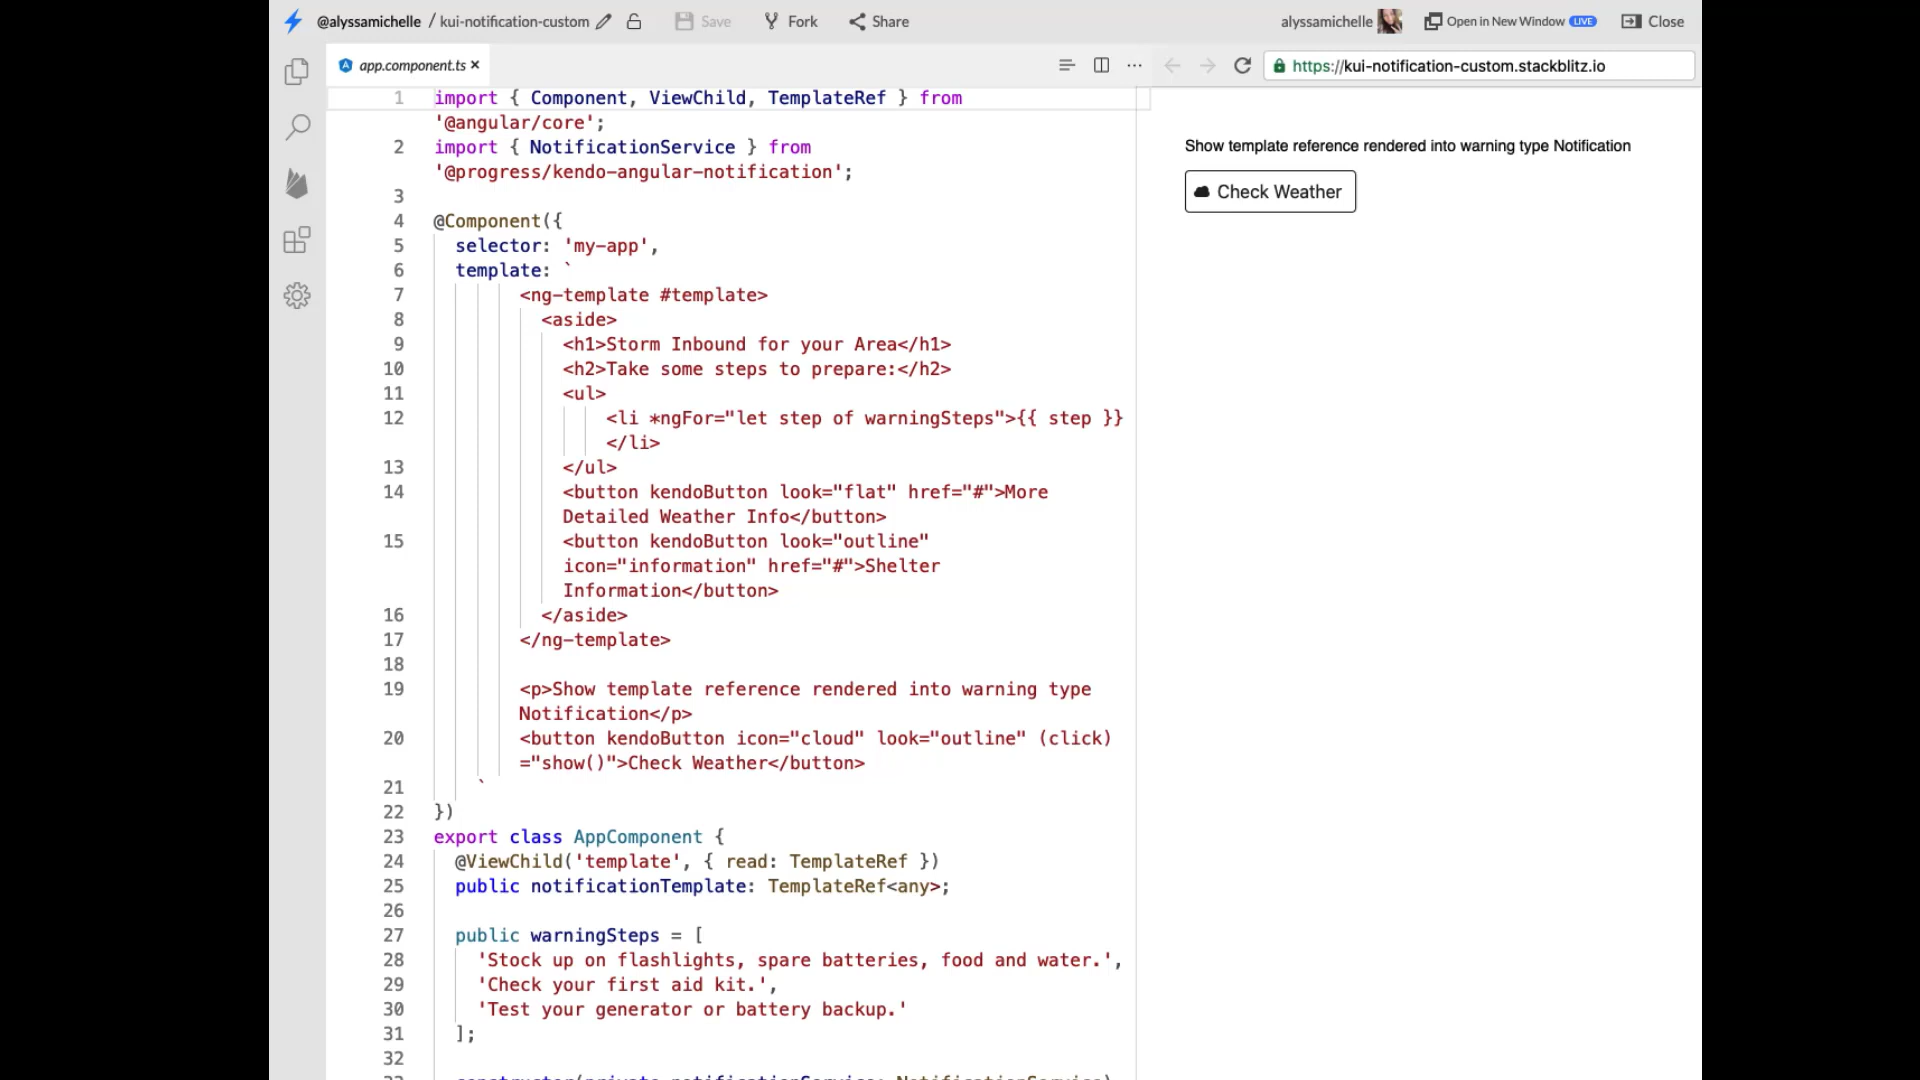 @alyssamichelle / kui-notification-custom Save Fork Share alyssamichelle Open in New Window LIVE Close
app.component.ts https://kui-notification-custom.stackblitz.io
1 import { Component, ViewChild, TemplateRef } from
'@angular/core';
2 import { NotificationService } from
'@progress/kendo-angular-notification';
3
4 @Component({
5 selector: 'my-app',
6 template: `
7 <ng-template #template>
8 <aside>
9 <h1>Storm Inbound for your Area</h1>
10 <h2>Take some steps to prepare:</h2>
11 <ul>
12 <li *ngFor="let step of warningSteps">{{ step }}
</li>
13 </ul>
14 <button kendoButton look="flat" href="#">More
Detailed Weather Info</button>
15 <button kendoButton look="outline"
icon="information" href="#">Shelter
Information</button>
16 </aside>
17 </ng-template>
18
19 <p>Show template reference rendered into warning type
Notification</p>
20 <button kendoButton icon="cloud" look="outline" (click)
="show()">Check Weather</button>
21 `
22 })
23 export class AppComponent {
24 @ViewChild('template', { read: TemplateRef })
25 public notificationTemplate: TemplateRef<any>;
26
27 public warningSteps = [
28 'Stock up on flashlights, spare batteries, food and water.',
29 'Check your first aid kit.',
30 'Test your generator or battery backup.'
31 ];
32
33 constructor(private notificationService: NotificationService)
Show template reference rendered into warning type Notification
Check Weather